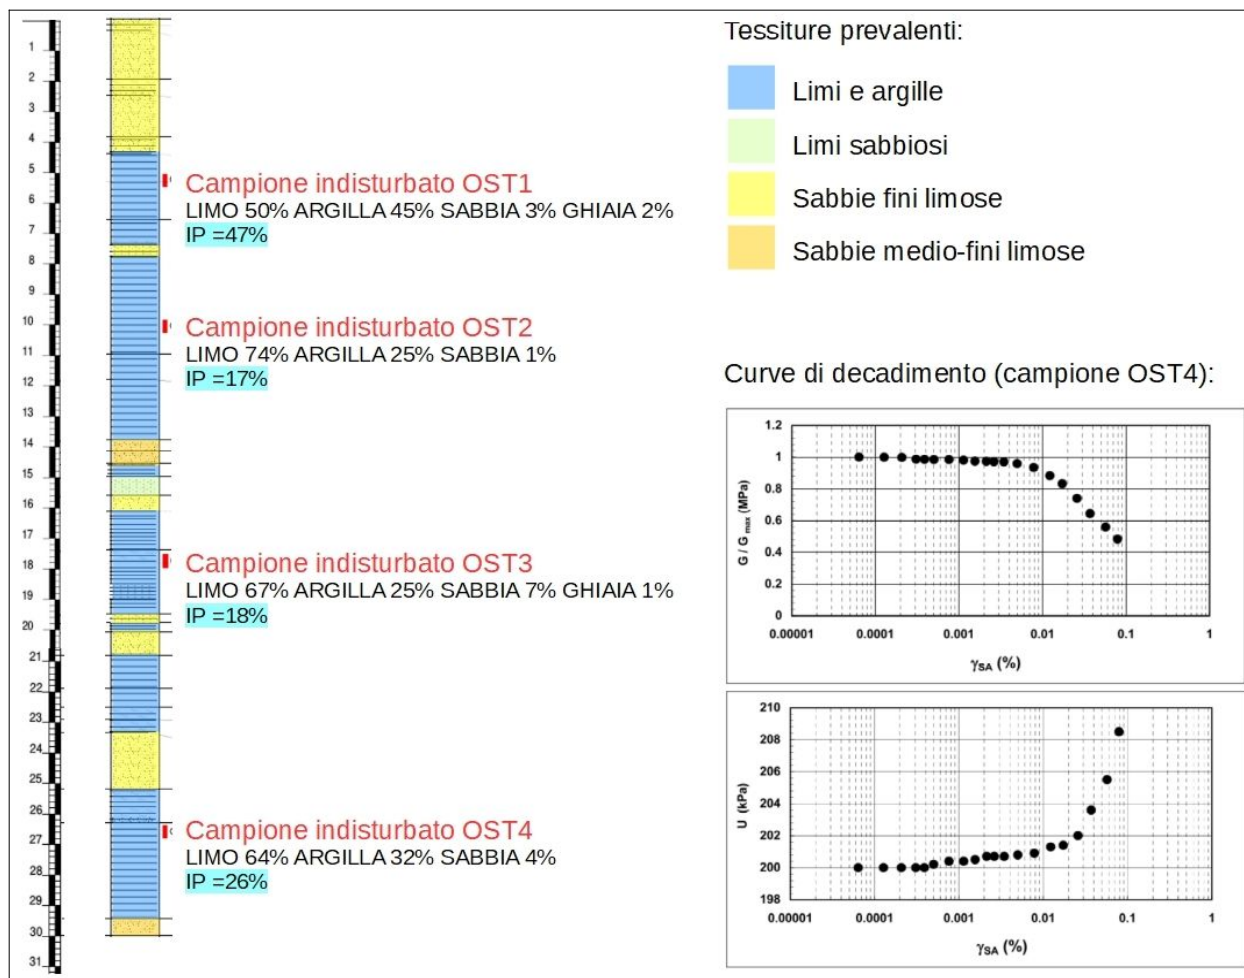 1
2
3
4
5
6
7
8
9
10
11
12
13
14
15
16
17
18
19
20
21
22
23
24
25
26
27
28
29
30
31
Campione indisturbato OST1
LIMO 50% ARGILLA 45% SABBIA 3% GHIAIA 2%
IP =47%
Campione indisturbato OST2
LIMO 74% ARGILLA 25% SABBIA 1%
IP =17%
Campione indisturbato OST3
LIMO 67% ARGILLA 25% SABBIA 7% GHIAIA 1%
IP =18%
Campione indisturbato OST4
LIMO 64% ARGILLA 32% SABBIA 4%
IP =26%
Tessiture prevalenti:
Limi e argille
Limi sabbiosi
Sabbie fini limose
Sabbie medio-fini limose
Curve di decadimento (campione OST4):
1.2
1
0.8
0.6
0.4
0.2
0
G / G max (MPa)
0.00001 0.0001 0.001 0.01 0.1 1
γSA (%)
210
208
206
204
202
200
198
U (kPa)
0.00001 0.0001 0.001 0.01 0.1 1
γSA (%)